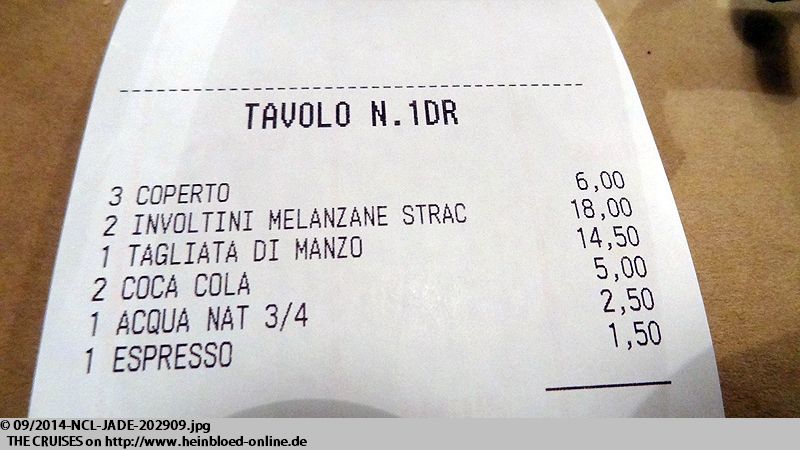 TAVOLO N.1DR
3 COPERTO 6,00
2 INVOLTINI MELANZANE STRAC 18,00
1 TAGLIATA DI MANZO 14,50
2 COCA COLA 5,00
1 ACQUA NAT 3/4 2,50
1 ESPRESSO 1,50
© 09/2014-NCL-JADE-202909.jpg
THE CRUISES on http://www.heinbloed-online.de